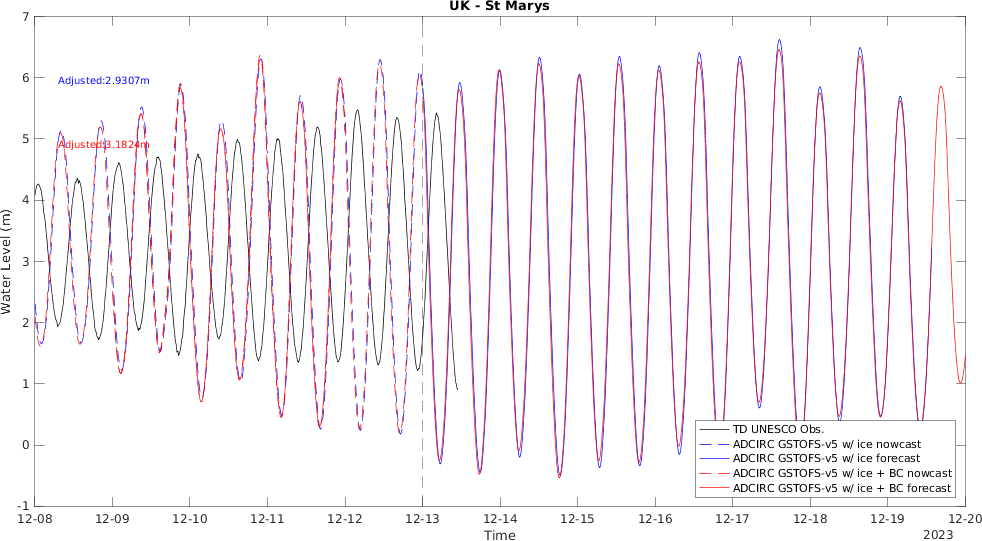 UK - St Marys
7
6
5
4
3
2
1
0
-1
Water Level (m)
Adjusted:2.9307m
Adjusted:3.1824m
TD UNESCO Obs.
ADCIRC GSTOFS-v5 w/ ice nowcast
ADCIRC GSTOFS-v5 w/ ice forecast
ADCIRC GSTOFS-v5 w/ ice + BC nowcast
ADCIRC GSTOFS-v5 w/ ice + BC forecast
12-08 12-09 12-10 12-11 12-12 12-13 12-14 12-15 12-16 12-17 12-18 12-19 12-20
Time
2023